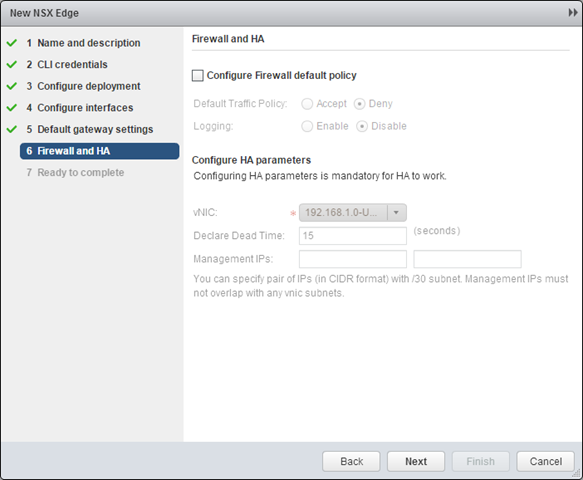 New NSX Edge
1 Name and description
2 CLI credentials
3 Configure deployment
4 Configure interfaces
5 Default gateway settings
6 Firewall and HA
7 Ready to complete
Firewall and HA
Configure Firewall default policy
Default Traffic Policy: Accept Deny
Logging: Enable Disable
Configure HA parameters
Configuring HA parameters is mandatory for HA to work.
vNIC: * 192.168.1.0-U...
Declare Dead Time: 15 (seconds)
Management IPs:
You can specify pair of IPs (in CIDR format) with /30 subnet. Management IPs must
not overlap with any vnic subnets.
Back Next Finish Cancel